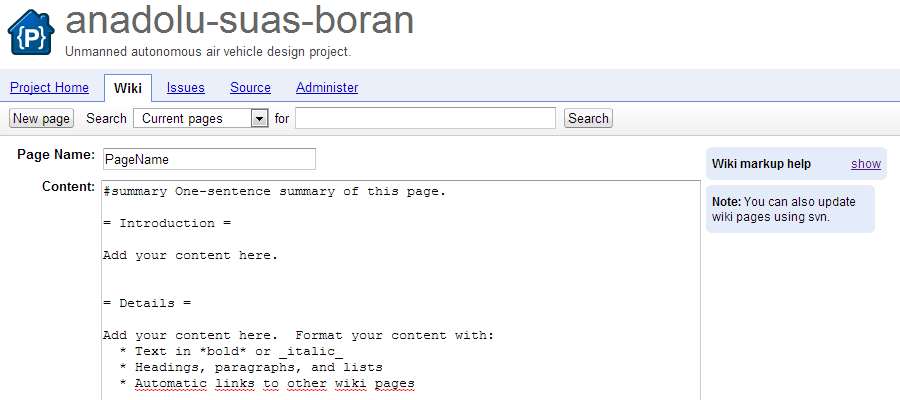 {P}
anadolu-suas-boran
Unmanned autonomous air vehicle design project.
Project Home Wiki Issues Source Administer
New page Search Current pages for Search
Page Name: PageName
Wiki markup help show
Content:
#summary One-sentence summary of this page.
Note: You can also update
wiki pages using svn.
= Introduction =
Add your content here.
= Details =
Add your content here.  Format your content with:
  * Text in *bold* or _italic_
  * Headings, paragraphs, and lists
  * Automatic links to other wiki pages